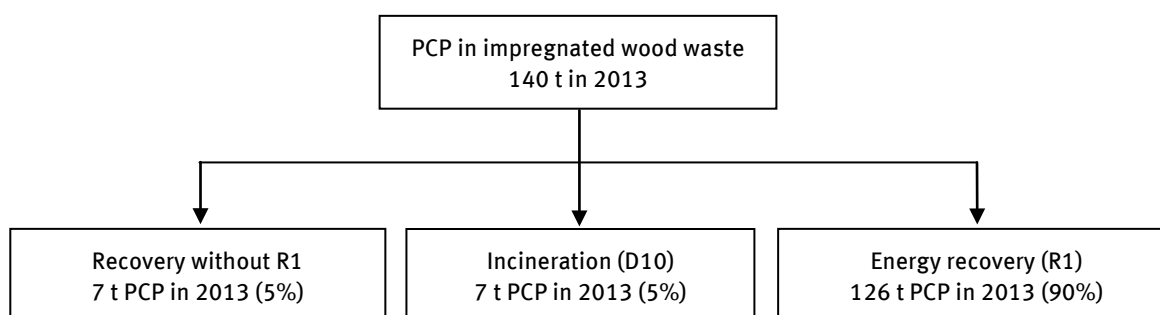 PCP in impregnated wood waste
140 t in 2013
Recovery without R1
7 t PCP in 2013 (5%)
Incineration (D10)
7 t PCP in 2013 (5%)
Energy recovery (R1)
126 t PCP in 2013 (90%)